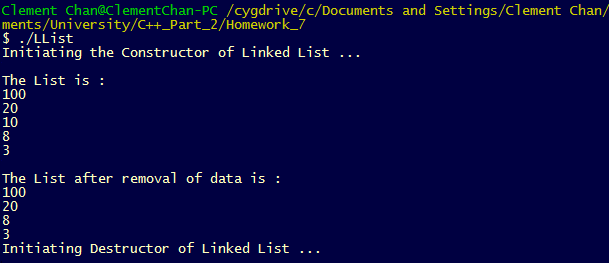 Clement Chan@ClementChan-PC /cygdrive/c/Documents and Settings/Clement Chan/
ments/University/C++_Part_2/Homework_7
$ ./LList
Initiating the Constructor of Linked List ...
The List is :
100
20
10
8
3
The List after removal of data is :
100
20
8
3
Initiating Destructor of Linked List ...